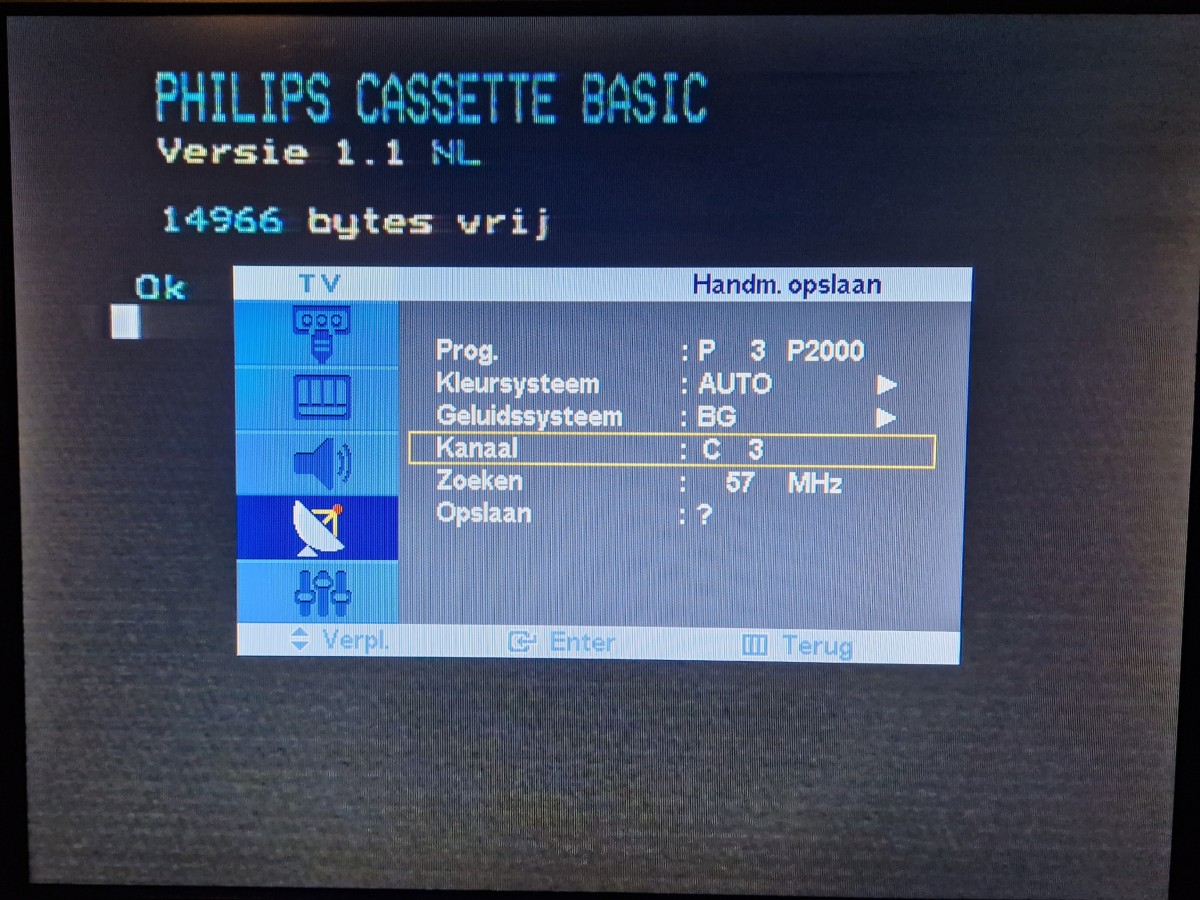 PHILIPS CASSETTE BASIC
Versie 1.1 NL
14966 bytes vrij
Ok
TV Handm. opslaan
Prog. : P 3 P2000
Kleursysteem : AUTO ►
Geluidssysteem : BG ►
Kanaal : C 3
Zoeken : 57 MHz
Opslaan : ?
Verpl. Enter Terug